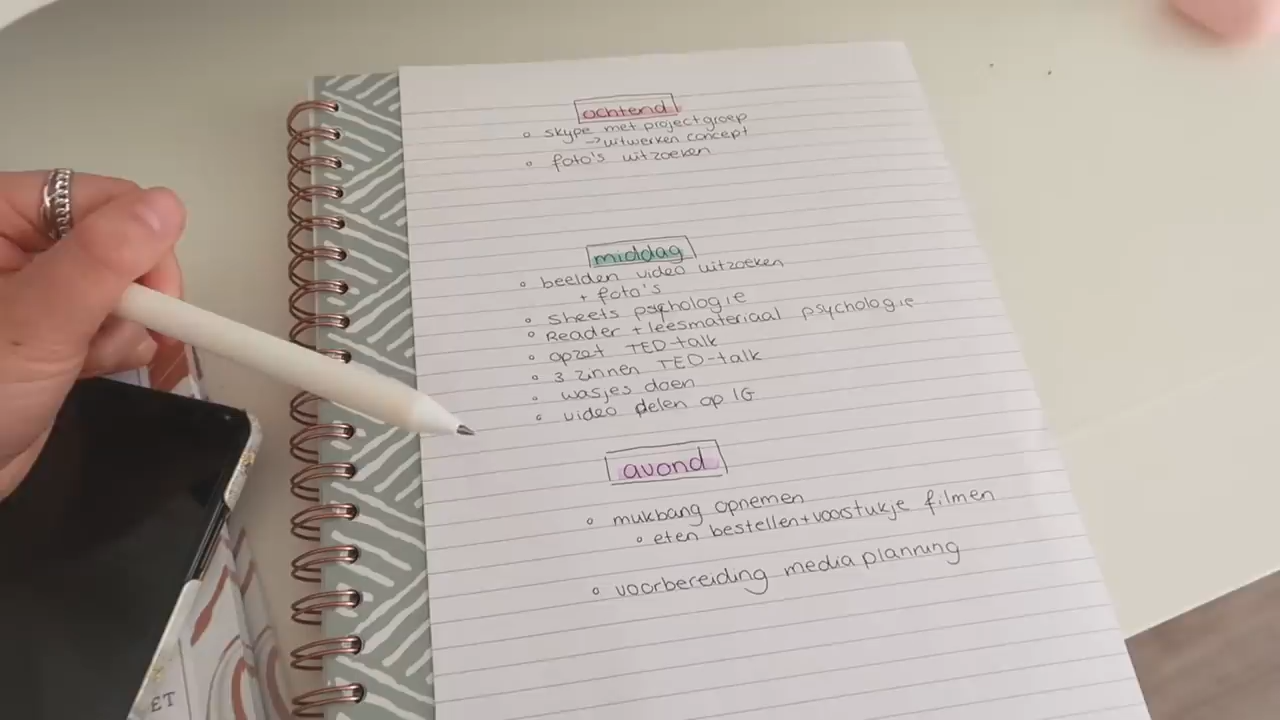 ochtend
skype met projectgroep
→ uitwerken concept
foto's uitzoeken
middag
beelden video uitzoeken
+ foto's
Sheets psychologie
Reader + leesmateriaal psychologie
opzet TED-talk
3 zinnen TED-talk
wasjes doen
video delen op IG
avond
mukbang opnemen
eten bestellen + voorstukje filmen
voorbereiding mediaplanning
ET